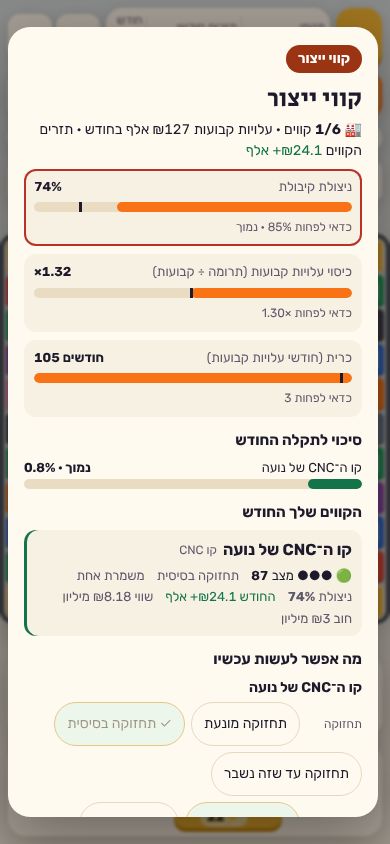 קווי ייצור
קווי ייצור
🏭 1/6 קווים · עלויות קבועות ₪127 אלף בחודש · תזרים
הקווים ₪24.1+ אלף
ניצולת קיבולת 74%
כדאי לפחות 85% · נמוך
כיסוי עלויות קבועות (תרומה ÷ קבועות) ×1.32
כדאי לפחות ×1.30
כרית (חודשי עלויות קבועות) 105 חודשים
כדאי לפחות 3
סיכוי לתקלה החודש
קו ה־CNC של נועה נמוך · 0.8%
הקווים שלך החודש
קו ה־CNC של נועה קו CNC
🟢 ●●● מצב 87 תחזוקה בסיסית משמרת אחת
ניצולת 74% החודש ₪24.1+ אלף שווי ₪8.18 מיליון
חוב ₪3 מיליון
מה אפשר לעשות עכשיו
קו ה־CNC של נועה
תחזוקה תחזוקה מונעת ✓ תחזוקה בסיסית
תחזוקה עד שזה נשבר